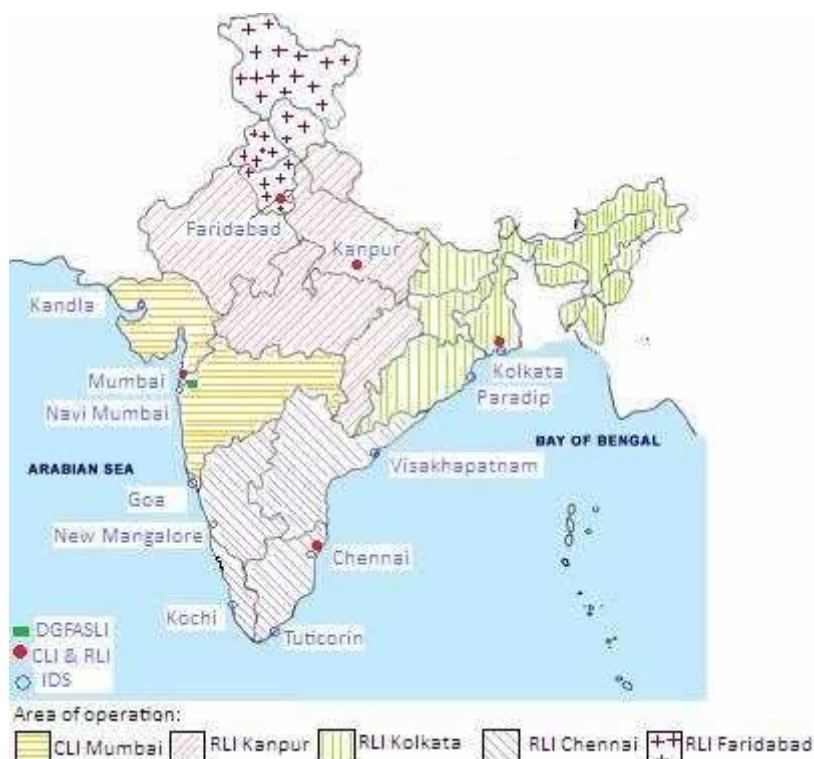 Faridabad
Kanpur
Kandla
Mumbai
Kolkata
Navi Mumbai
Paradip
BAY OF BENGAL
ARABIAN SEA
Visakhapatnam
Goa
New Mangalore
Chennai
Kochi
Tuticorin
DGFASLI
CLI & RLI
IDS
Area of operation:
CLI Mumbai RLI Kanpur RLI Kolkata RLI Chennai RLI Faridabad